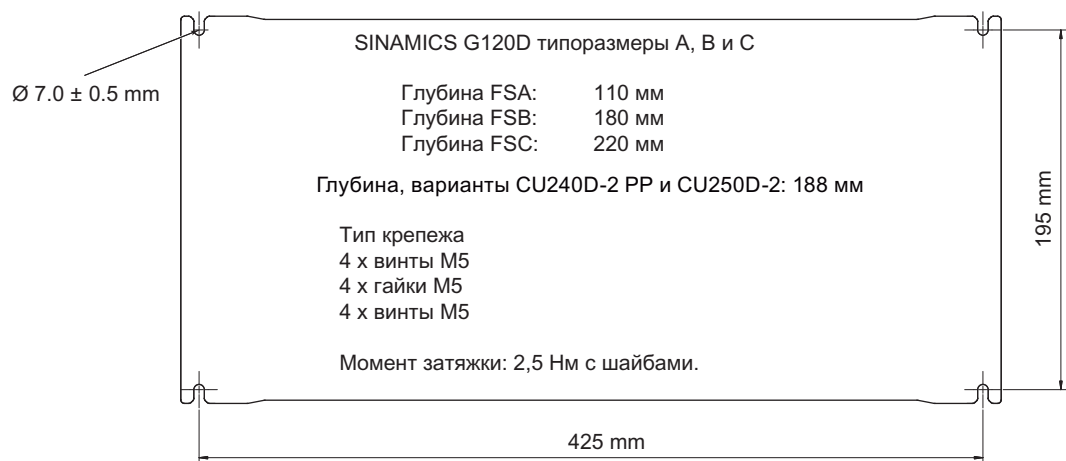 SINAMICS G120D типоразмеры A, B и C
Ø 7.0 ± 0.5 mm
Глубина FSA: 110 мм
Глубина FSB: 180 мм
Глубина FSC: 220 мм
Глубина, варианты CU240D-2 PP и CU250D-2: 188 мм
195 mm
Тип крепежа
4 x винты M5
4 x гайки M5
4 x винты M5
Момент затяжки: 2,5 Нм с шайбами.
425 mm